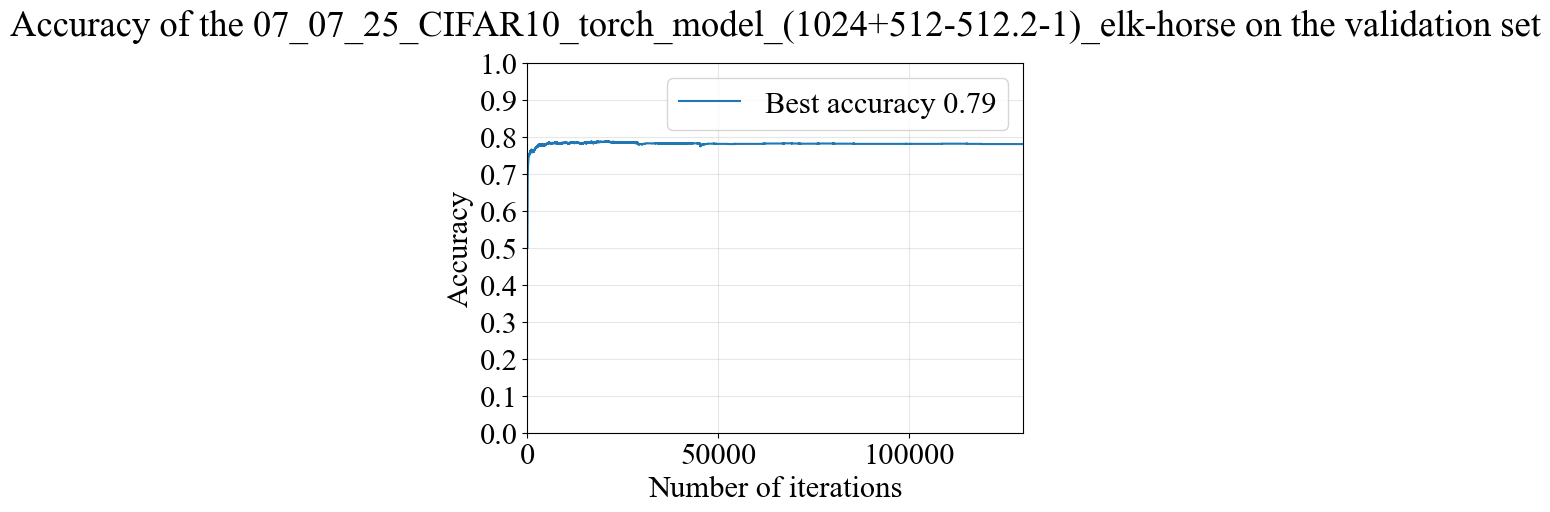 Accuracy of the 07_07_25_CIFAR10_torch_model_(1024+512-512.2-1)_elk-horse on the validation set
1.0
0.9
0.8
0.7
0.6
0.5
0.4
0.3
0.2
0.1
0.0
Accuracy
Best accuracy 0.79
0 50000 100000
Number of iterations